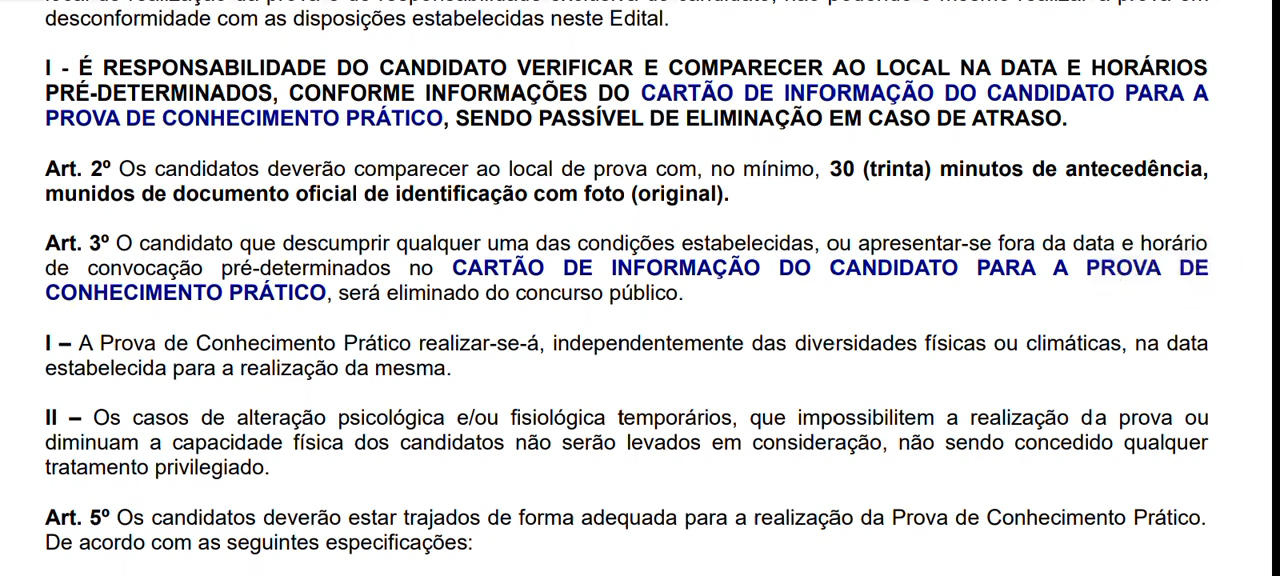 desconformidade com as disposições estabelecidas neste Edital.
I - É RESPONSABILIDADE DO CANDIDATO VERIFICAR E COMPARECER AO LOCAL NA DATA E HORÁRIOS
PRÉ-DETERMINADOS, CONFORME INFORMAÇÕES DO CARTÃO DE INFORMAÇÃO DO CANDIDATO PARA A
PROVA DE CONHECIMENTO PRÁTICO, SENDO PASSÍVEL DE ELIMINAÇÃO EM CASO DE ATRASO.
Art. 2º Os candidatos deverão comparecer ao local de prova com, no mínimo, 30 (trinta) minutos de antecedência,
munidos de documento oficial de identificação com foto (original).
Art. 3º O candidato que descumprir qualquer uma das condições estabelecidas, ou apresentar-se fora da data e horário
de convocação pré-determinados no CARTÃO DE INFORMAÇÃO DO CANDIDATO PARA A PROVA DE
CONHECIMENTO PRÁTICO, será eliminado do concurso público.
I – A Prova de Conhecimento Prático realizar-se-á, independentemente das diversidades físicas ou climáticas, na data
estabelecida para a realização da mesma.
II – Os casos de alteração psicológica e/ou fisiológica temporários, que impossibilitem a realização da prova ou
diminuam a capacidade física dos candidatos não serão levados em consideração, não sendo concedido qualquer
tratamento privilegiado.
Art. 5º Os candidatos deverão estar trajados de forma adequada para a realização da Prova de Conhecimento Prático.
De acordo com as seguintes especificações: